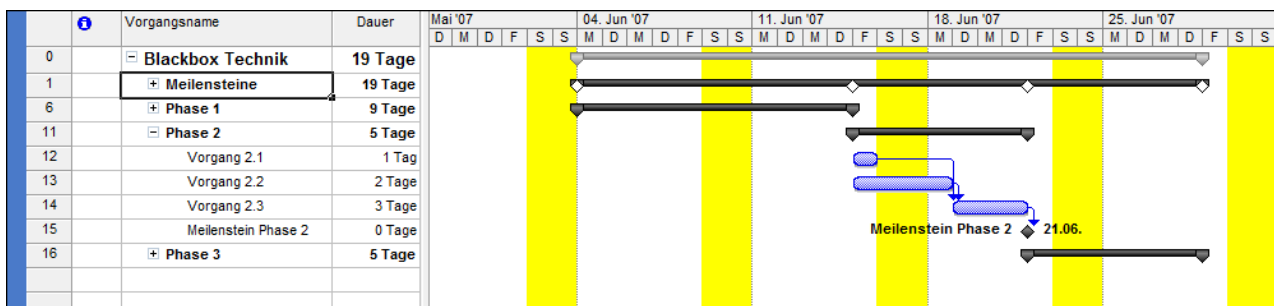 Vorgangsname Dauer Mai '07 04. Jun '07 11. Jun '07 18. Jun '07 25. Jun '07
D M D F S S M D M D F S S M D M D F S S M D M D F S S M D M D F S S
0 Blackbox Technik 19 Tage
1 Meilensteine 19 Tage
6 Phase 1 9 Tage
11 Phase 2 5 Tage
12 Vorgang 2.1 1 Tag
13 Vorgang 2.2 2 Tage
14 Vorgang 2.3 3 Tage
15 Meilenstein Phase 2 0 Tage Meilenstein Phase 2 21.06.
16 Phase 3 5 Tage